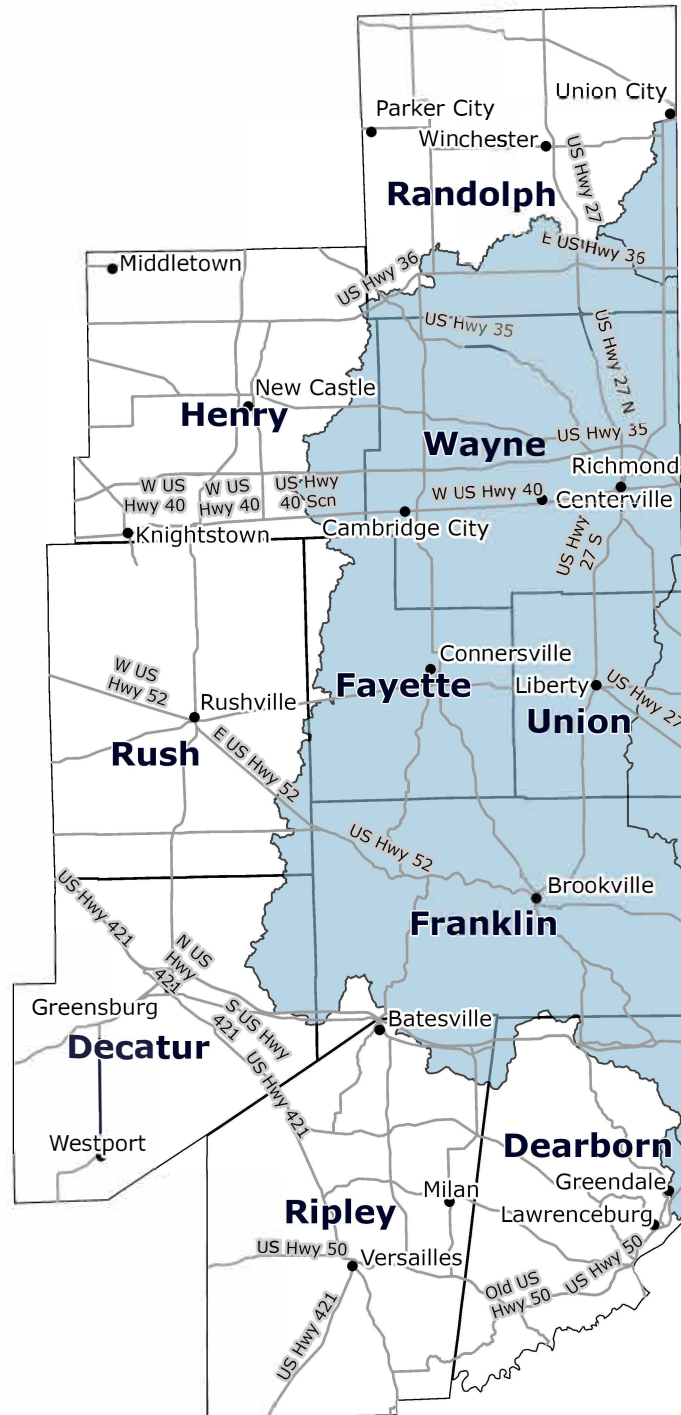 Union City
Parker City
Winchester
US Hwy 27
Randolph
E US Hwy 36
Middletown
US Hwy 36
US Hwy 35
US Hwy 27 N
New Castle
Henry
Wayne
US Hwy 35
Richmond
W US
Hwy 40
W US
Hwy 40
US Hwy
40 Scn
W US Hwy 40
Centerville
Cambridge City
Knightstown
US Hwy
27 S
Connersville
W US
Hwy 52
Fayette
Liberty
US Hwy 27
Rushville
Union
Rush
E US Hwy 52
US Hwy 52
Brookville
US Hwy 421
Franklin
N US
Hwy
421
Greensburg
S US Hwy
421
Batesville
Decatur
US Hwy 421
Westport
Dearborn
Greendale
Milan
Ripley
Lawrenceburg
US Hwy 50
Versailles
US Hwy 50
Old US
Hwy 50
US Hwy 421